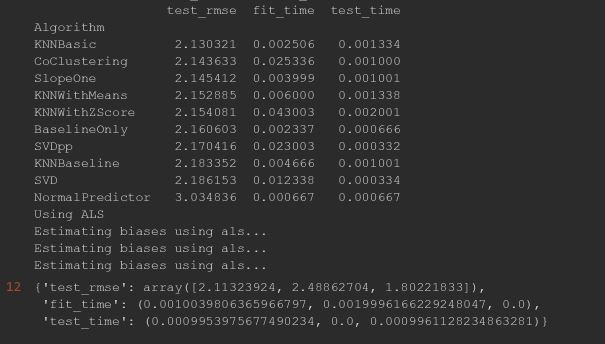 test_rmse fit_time test_time
Algorithm
KNNBasic 2.130321 0.002506 0.001334
CoClustering 2.143633 0.025336 0.001000
SlopeOne 2.145412 0.003999 0.001001
KNNWithMeans 2.152885 0.006000 0.001338
KNNWithZScore 2.154081 0.043003 0.002001
BaselineOnly 2.160603 0.002337 0.000666
SVDpp 2.170416 0.023003 0.000332
KNNBaseline 2.183352 0.004666 0.001001
SVD 2.186153 0.012338 0.000334
NormalPredictor 3.034836 0.000667 0.000667
Using ALS
Estimating biases using als...
Estimating biases using als...
Estimating biases using als...
12 {'test_rmse': array([2.11323924, 2.48862704, 1.80221833]),
'fit_time': (0.0010039806365966797, 0.0019996166229248047, 0.0),
'test_time': (0.0009953975677490234, 0.0, 0.0009961128234863281)}